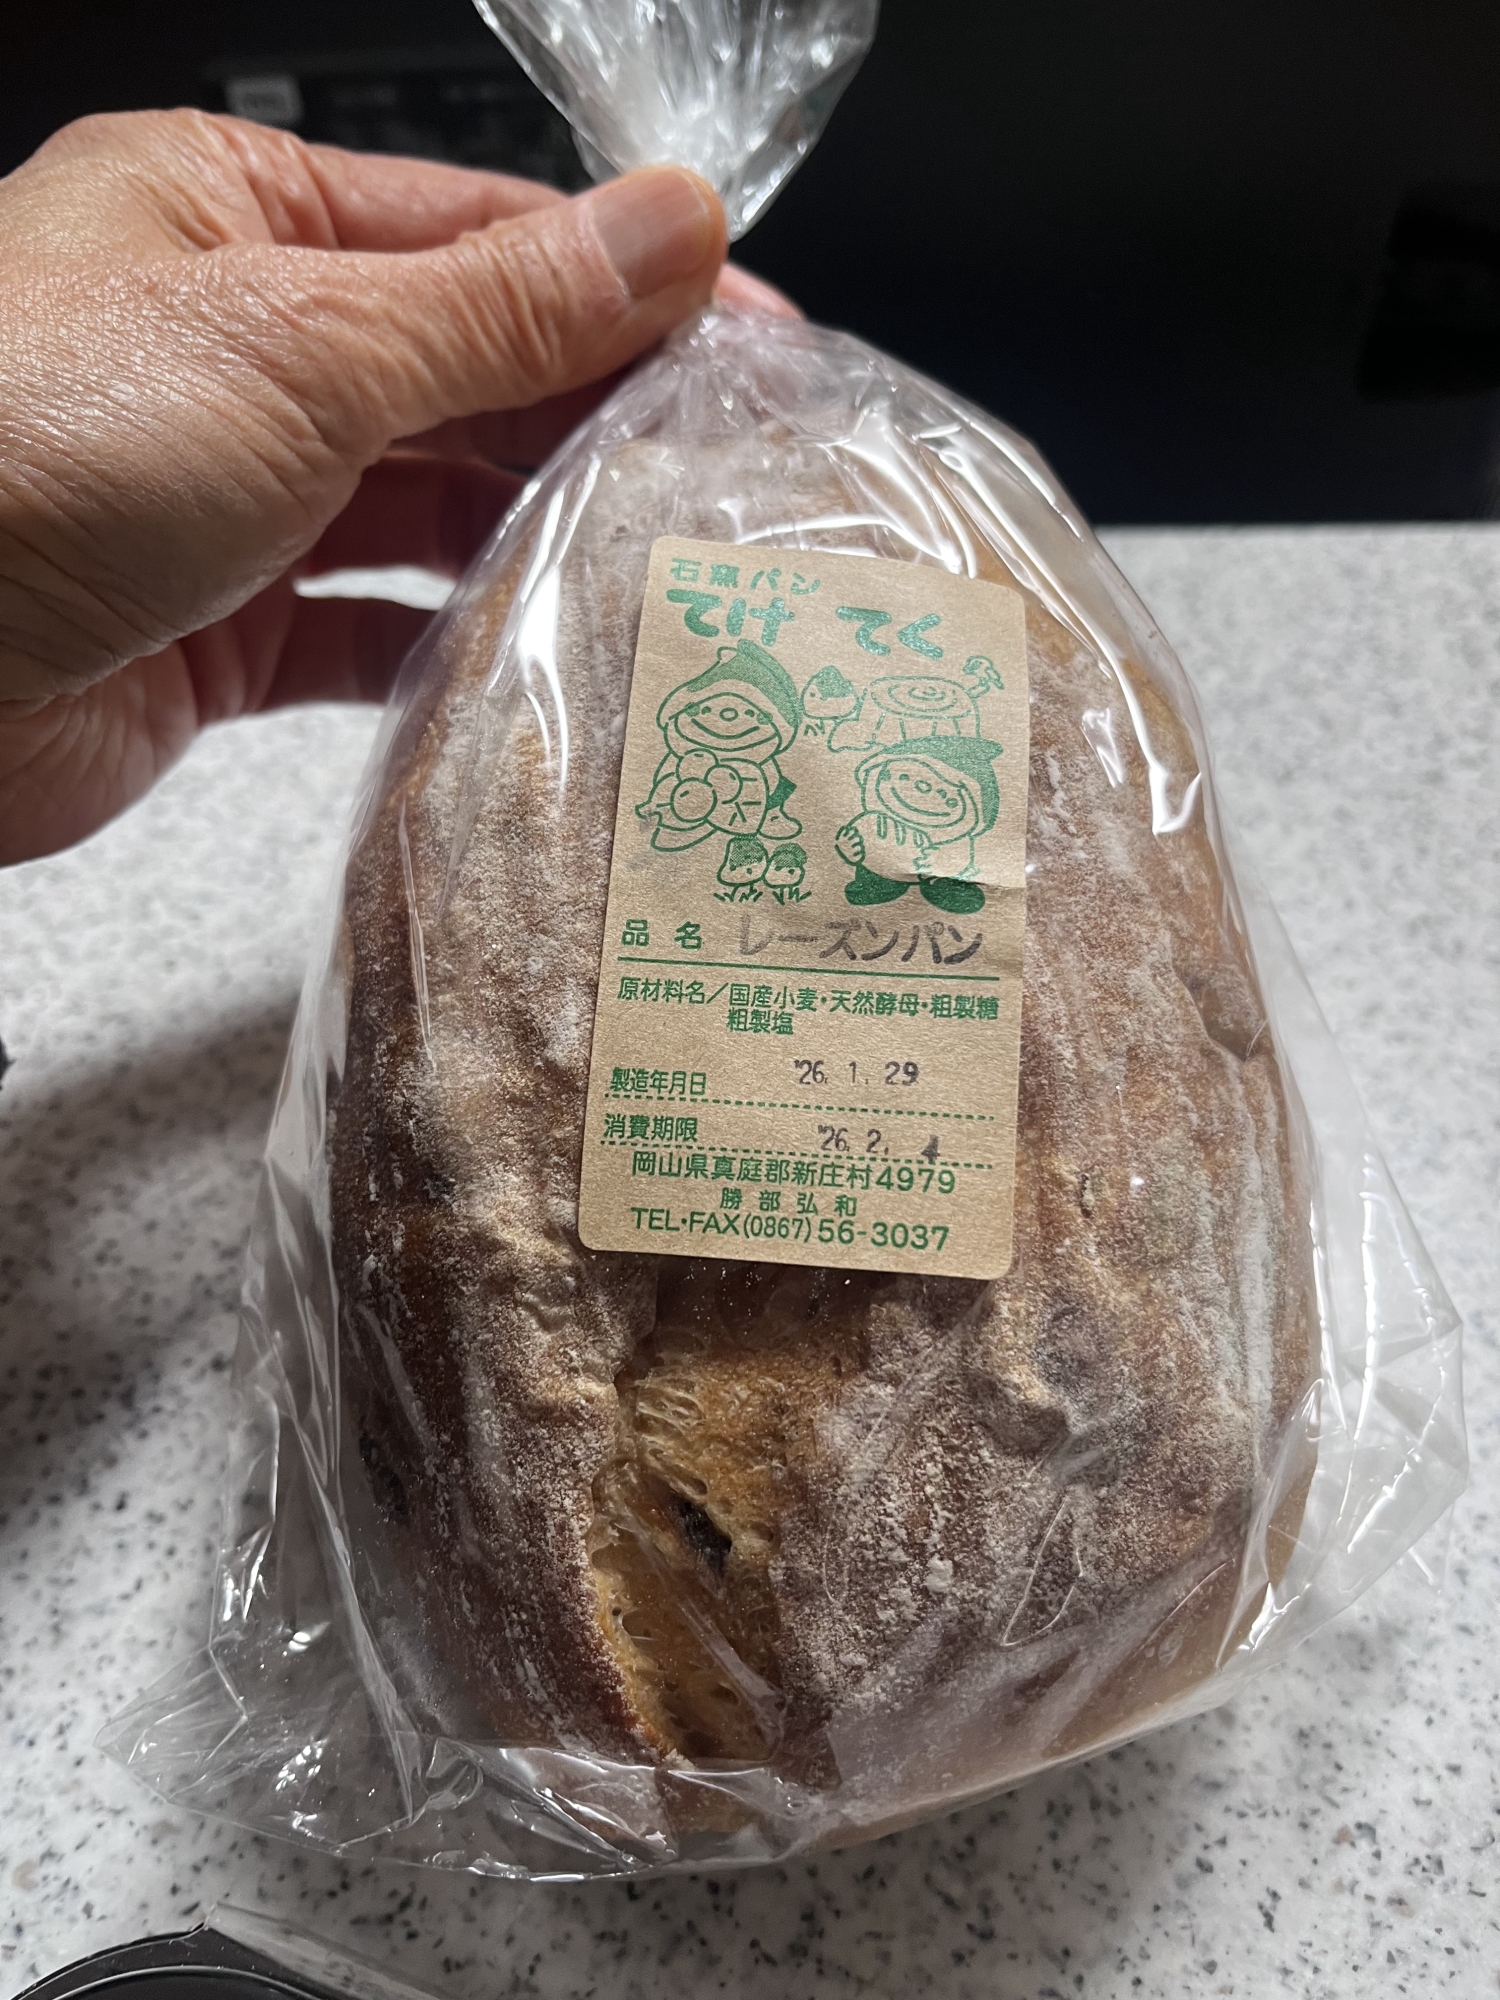 石窯パン
てけ てく
品名 レーズンパン
原材料名／国産小麦・天然酵母・粗製糖
粗製塩
製造年月日 '26. 1. 29
消費期限 '26. 2. 4
岡山県真庭郡新庄村4979
勝部弘和
TEL・FAX(0867)56-3037